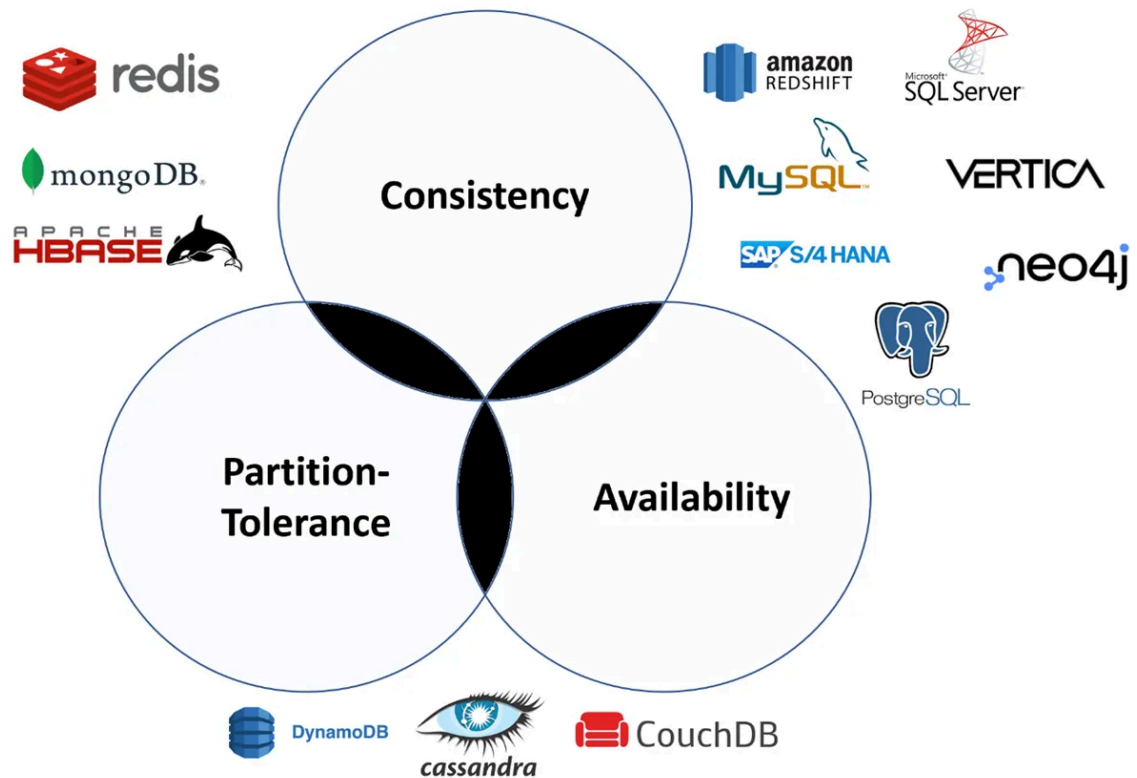 redis
amazon
REDSHIFT
Microsoft®
SQL Server
mongoDB®
Consistency
MySQL™
VERTICA
APACHE
HBASE
SAP S/4 HANA
neo4j
PostgreSQL
Partition-
Tolerance
Availability
DynamoDB
cassandra
CouchDB